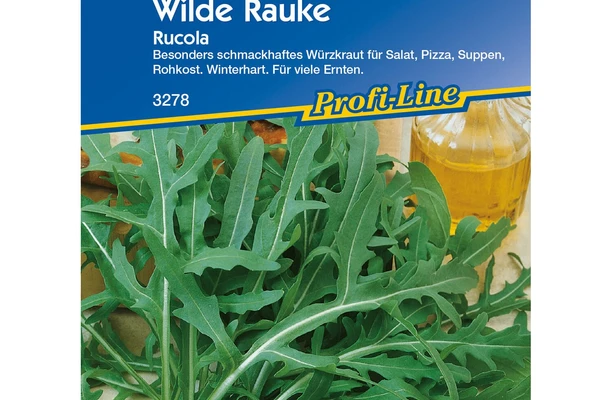 Wilde Rauke
Rucola
Besonders schmackhaftes Würzkraut für Salat, Pizza, Suppen,
Rohkost. Winterhart. Für viele Ernten.
3278
Profi-Line